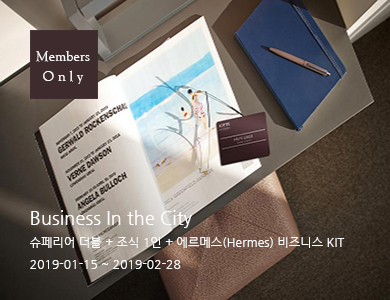 Members
Only
GERWALD ROCKENSCHAUB
VERNE DAWSON
ANGELA BULLOCH
Business In the City
슈페리어 더블 + 조식 1인 + 에르메스(Hermes) 비즈니스 KIT
2019-01-15 ~ 2019-02-28